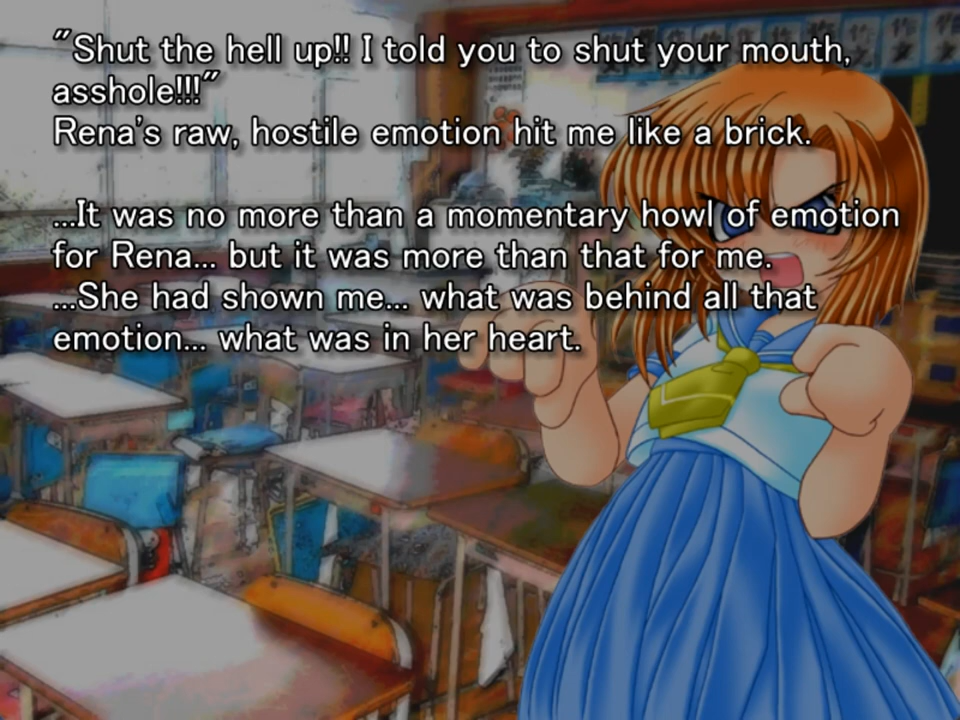 "Shut the hell up!! I told you to shut your mouth,
asshole!!!"
Rena's raw, hostile emotion hit me like a brick.
...It was no more than a momentary howl of emotion
for Rena... but it was more than that for me.
...She had shown me... what was behind all that
emotion... what was in her heart.